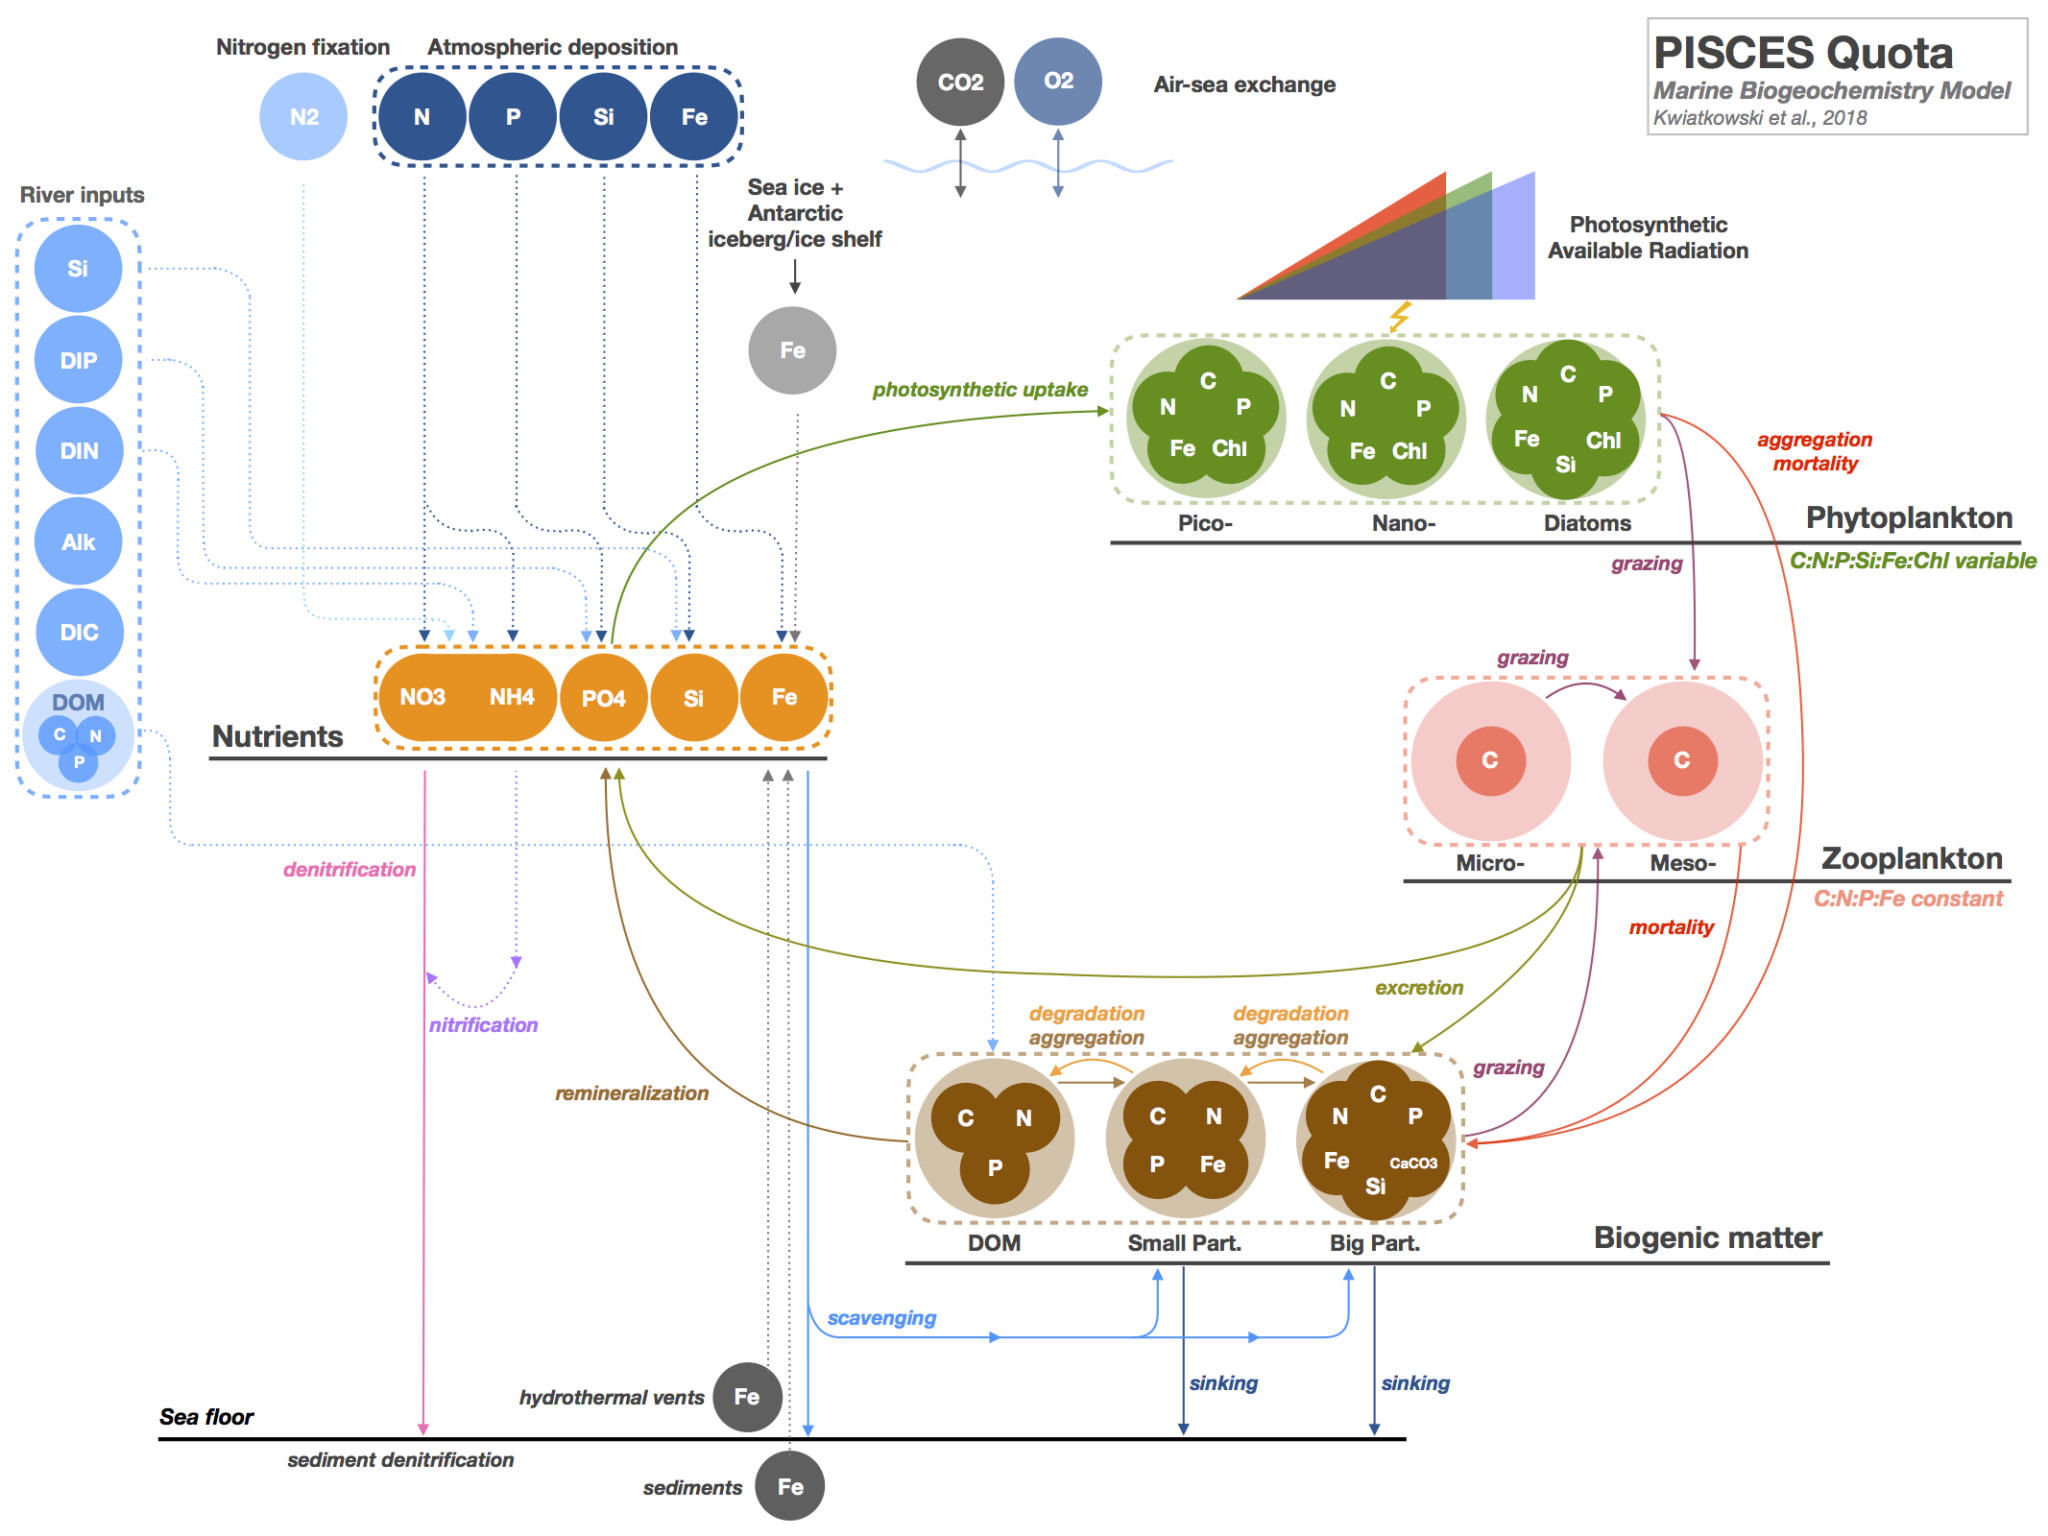 PISCES Quota
Marine Biogeochemistry Model
Kwiatkowski et al., 2018
Nitrogen fixation
N2
Atmospheric deposition
N
P
Si
Fe
CO2
O2
Air-sea exchange
River inputs
Si
DIP
DIN
Alk
DIC
DOM
C
N
P
Sea ice +
Antarctic
iceberg/ice shelf
Fe
Photosynthetic
Available Radiation
photosynthetic uptake
C
N
P
Fe
Chl
Pico-
C
N
P
Fe
Chl
Nano-
C
N
P
Fe
Chl
Si
Diatoms
Phytoplankton
C:N:P:Si:Fe:Chl variable
aggregation
mortality
grazing
NO3
NH4
PO4
Si
Fe
Nutrients
grazing
C
C
Micro-
Meso-
Zooplankton
C:N:P:Fe constant
denitrification
nitrification
remineralization
mortality
excretion
grazing
degradation
aggregation
degradation
aggregation
C
N
P
DOM
C
N
P
Fe
Small Part.
C
N
P
Fe
CaCO3
Si
Big Part.
Biogenic matter
scavenging
sinking
sinking
hydrothermal vents
Fe
Sea floor
sediment denitrification
sediments
Fe